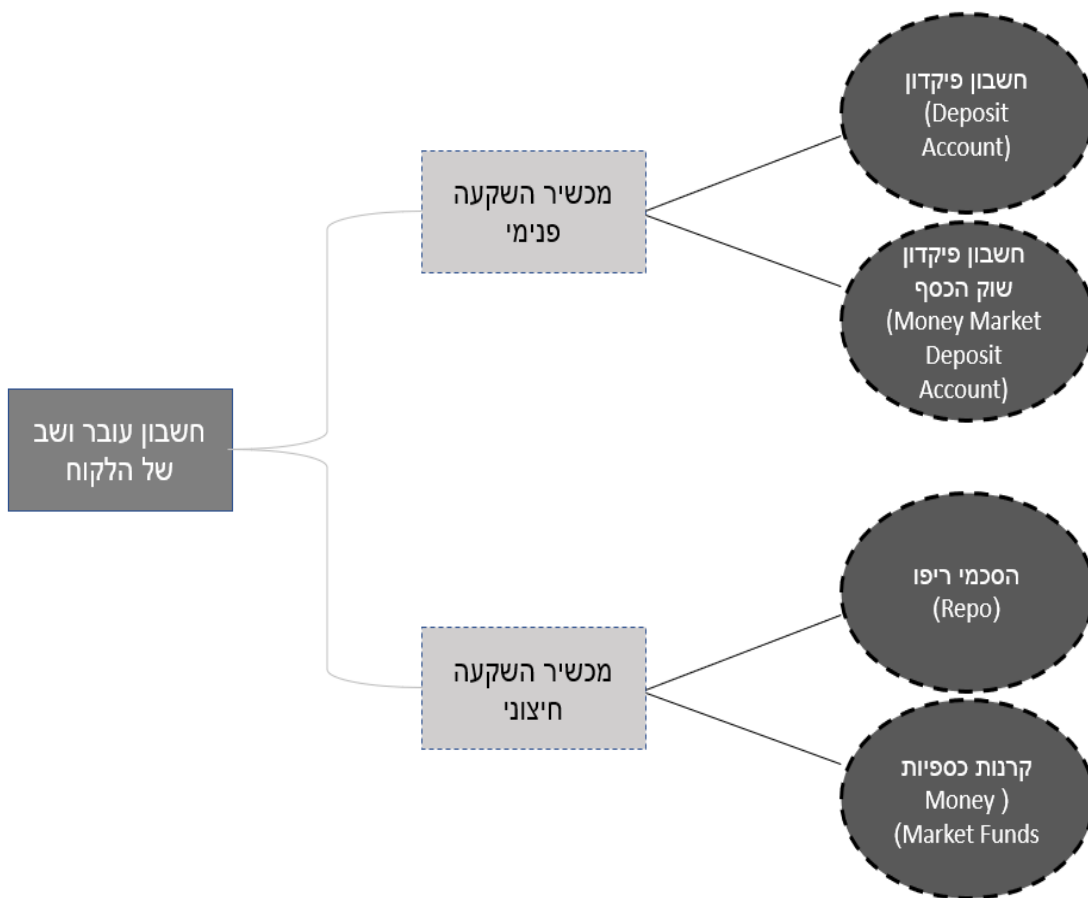 חשבון עובר ושב
של הלקוח
מכשיר השקעה
פנימי
חשבון פיקדון
(Deposit
Account)
חשבון פיקדון
שוק הכסף
(Money Market
Deposit
Account)
מכשיר השקעה
חיצוני
הסכמי ריפו
(Repo)
קרנות כספיות
Money )
(Market Funds